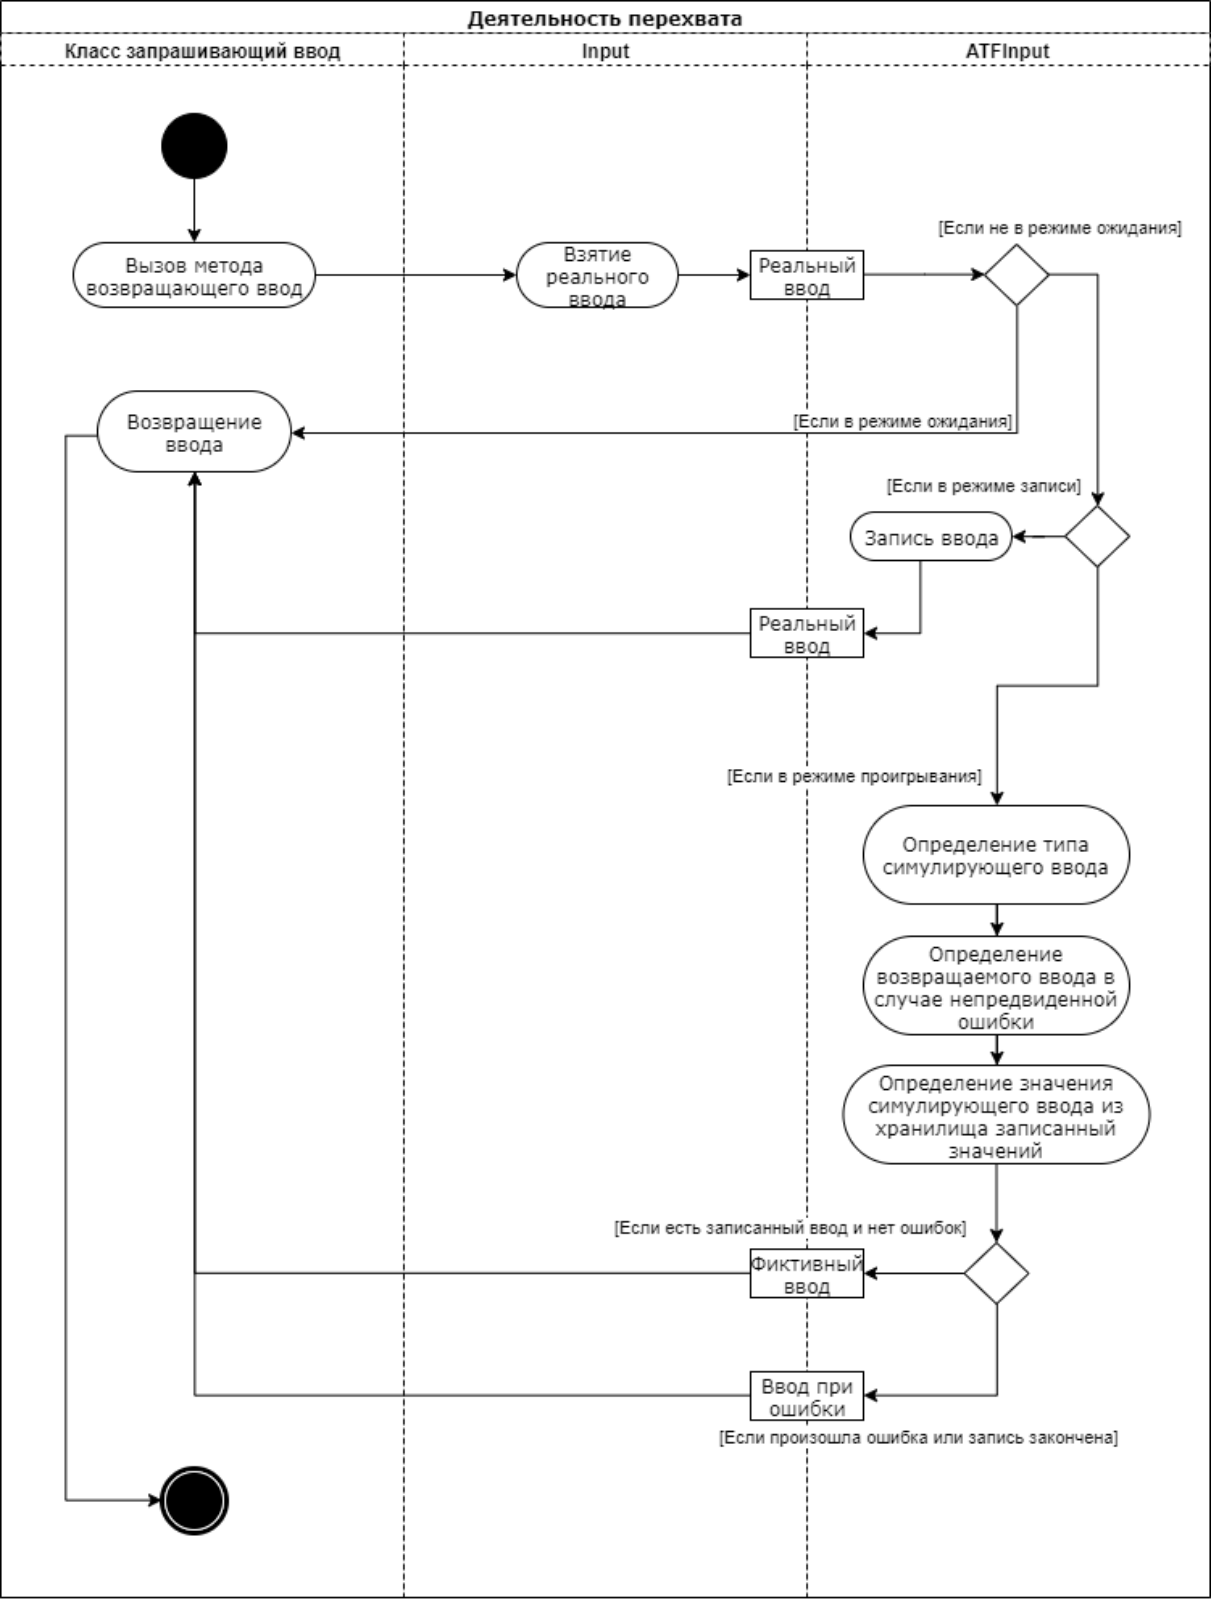 Деятельность перехвата
Класс запрашивающий ввод
Input
ATFInput
[Если не в режиме ожидания]
Вызов метода
возвращающего ввод
Взятие
реального
ввода
Реальный
ввод
Возвращение
ввода
[Если в режиме ожидания]
[Если в режиме записи]
Запись ввода
Реальный
ввод
[Если в режиме проигрывания]
Определение типа
симулирующего ввода
Определение
возвращаемого ввода в
случае непредвиденной
ошибки
Определение значения
симулирующего ввода из
хранилища записанный
значений
[Если есть записанный ввод и нет ошибок]
Фиктивный
ввод
Ввод при
ошибки
[Если произошла ошибка или запись закончена]